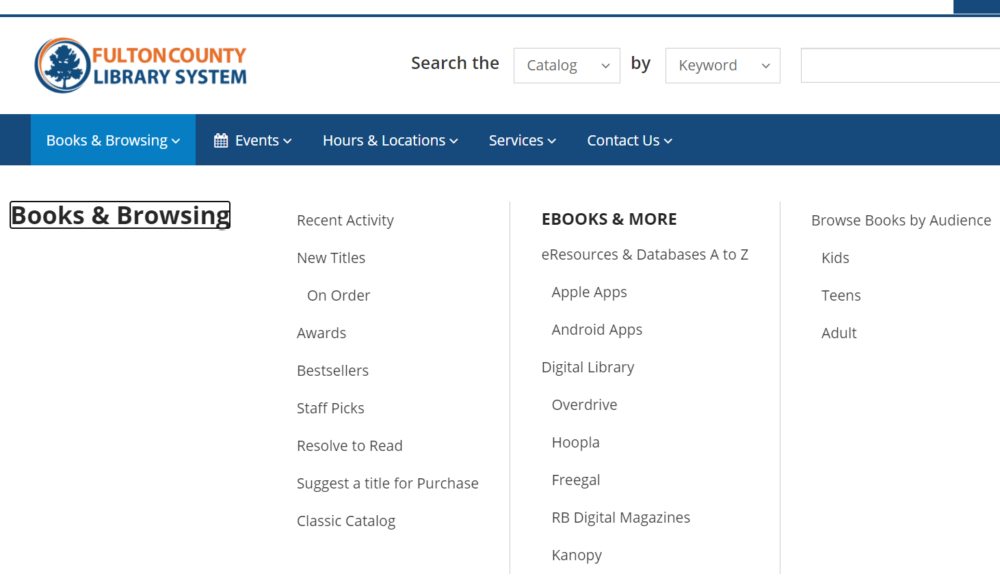 FULTON COUNTY
LIBRARY SYSTEM
Search the Catalog by Keyword
Books & Browsing Events Hours & Locations Services Contact Us
Books & Browsing
Recent Activity
New Titles
On Order
Awards
Bestsellers
Staff Picks
Resolve to Read
Suggest a title for Purchase
Classic Catalog
EBOOKS & MORE
eResources & Databases A to Z
Apple Apps
Android Apps
Digital Library
Overdrive
Hoopla
Freegal
RB Digital Magazines
Kanopy
Browse Books by Audience
Kids
Teens
Adult